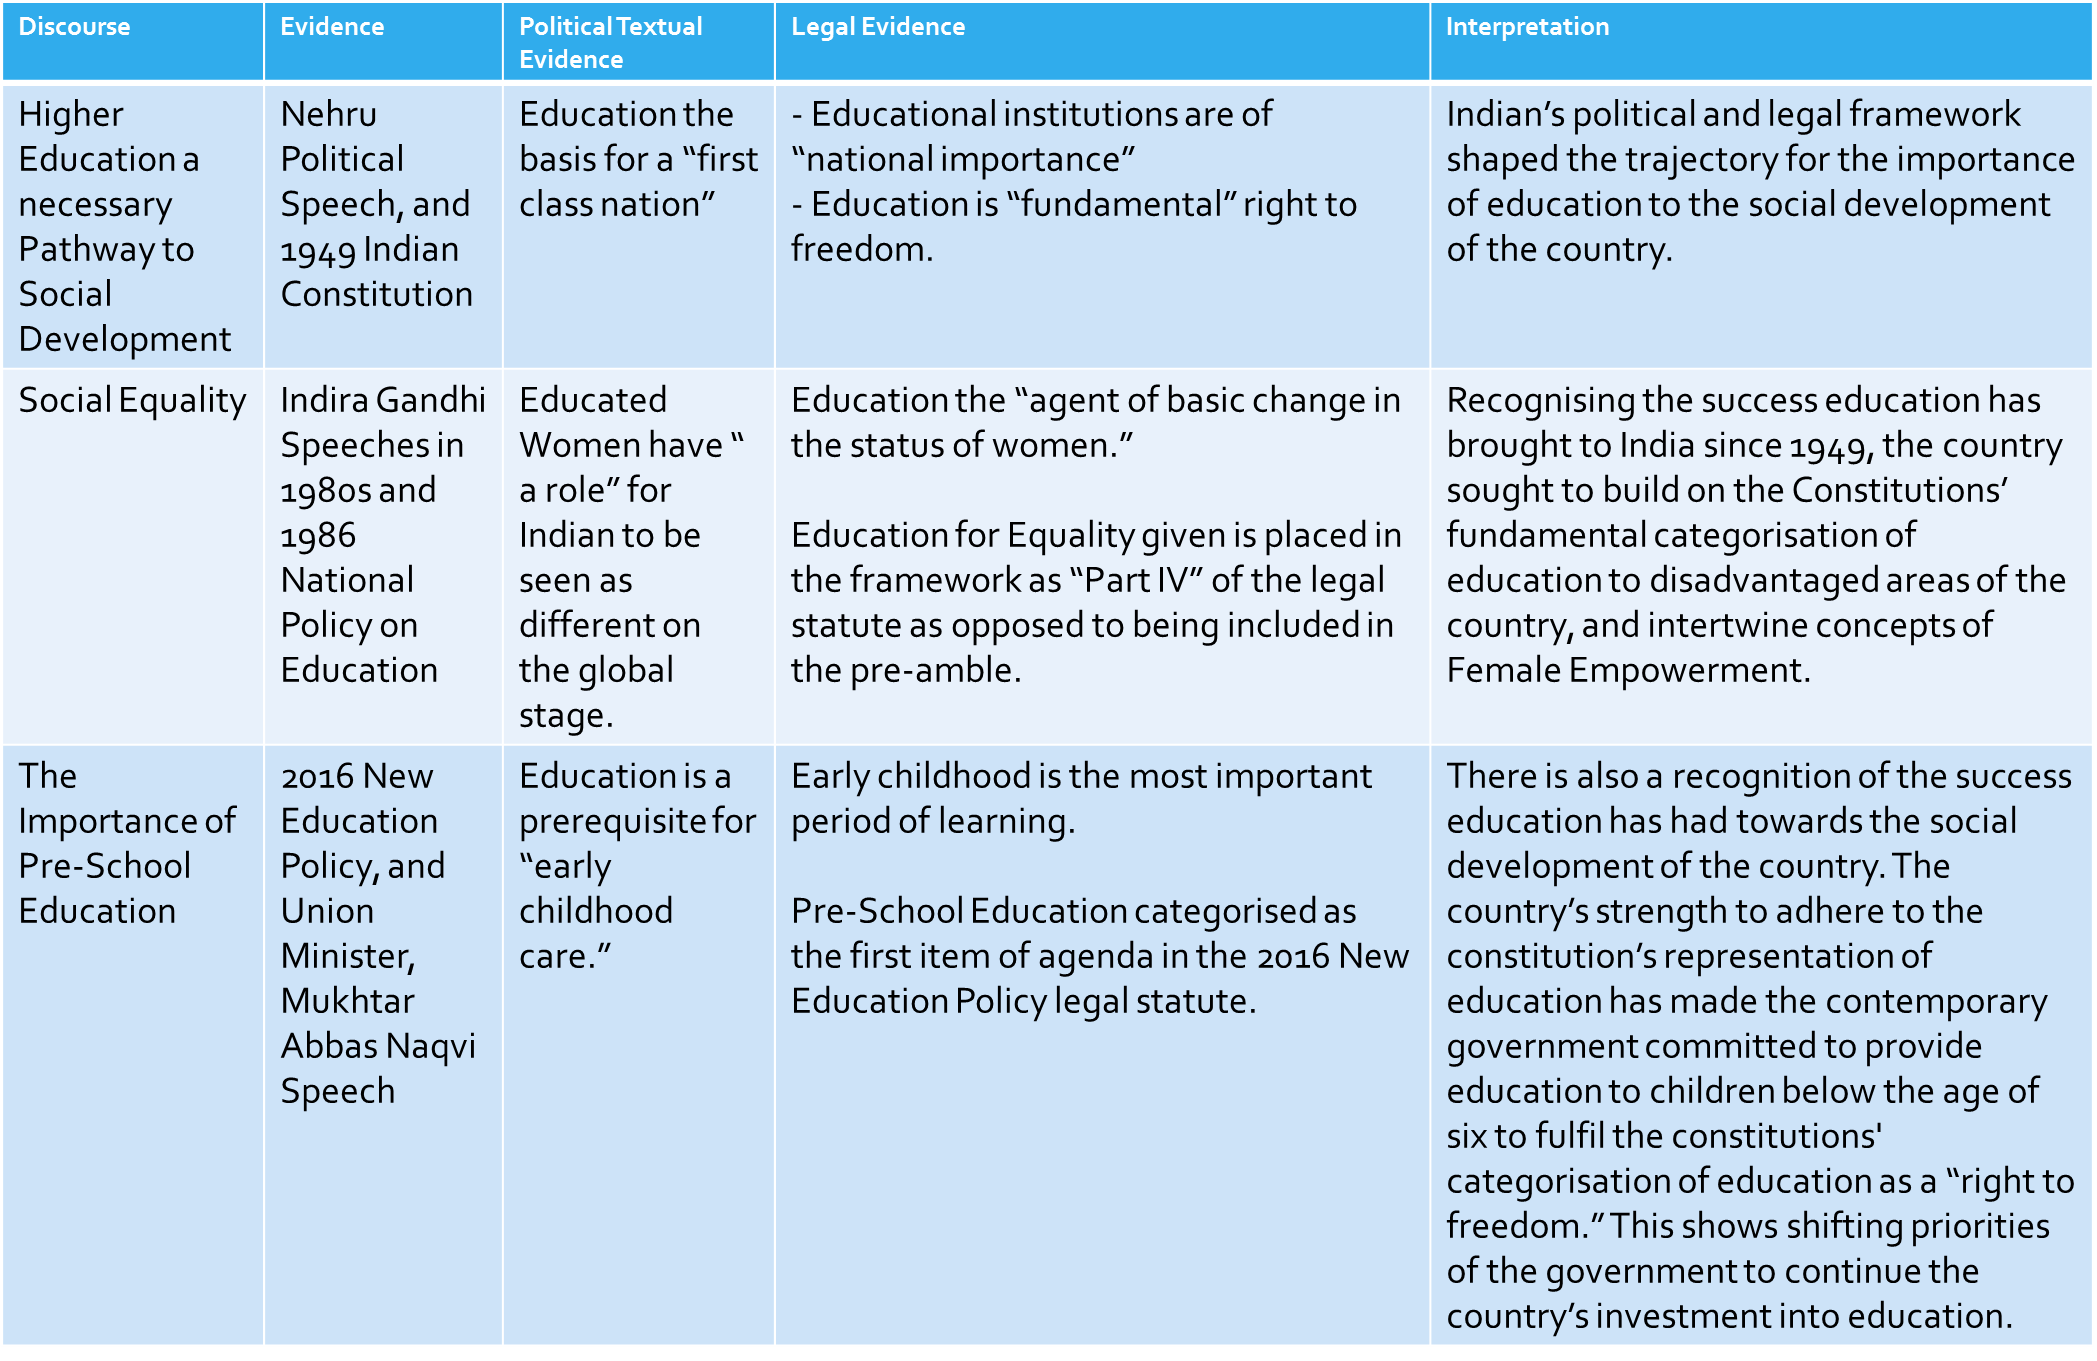 Discourse
Evidence
Political Textual
Evidence
Legal Evidence
Interpretation
Higher
Education a
necessary
Pathway to
Social
Development
Nehru
Political
Speech, and
1949 Indian
Constitution
Education the
basis for a “first
class nation”
- Educational institutions are of
“national importance”
- Education is “fundamental” right to
freedom.
Indian’s political and legal framework
shaped the trajectory for the importance
of education to the social development
of the country.
Social Equality
Indira Gandhi
Speeches in
1980s and
1986
National
Policy on
Education
Educated
Women have “
a role” for
Indian to be
seen as
different on
the global
stage.
Education the “agent of basic change in
the status of women.”
Education for Equality given is placed in
the framework as “Part IV” of the legal
statute as opposed to being included in
the pre-amble.
Recognising the success education has
brought to India since 1949, the country
sought to build on the Constitutions’
fundamental categorisation of
education to disadvantaged areas of the
country, and intertwine concepts of
Female Empowerment.
The
Importance of
Pre-School
Education
2016 New
Education
Policy, and
Union
Minister,
Mukhtar
Abbas Naqvi
Speech
Education is a
prerequisite for
“early
childhood
care.”
Early childhood is the most important
period of learning.
Pre-School Education categorised as
the first item of agenda in the 2016 New
Education Policy legal statute.
There is also a recognition of the success
education has had towards the social
development of the country. The
country’s strength to adhere to the
constitution’s representation of
education has made the contemporary
government committed to provide
education to children below the age of
six to fulfil the constitutions'
categorisation of education as a “right to
freedom.” This shows shifting priorities
of the government to continue the
country’s investment into education.